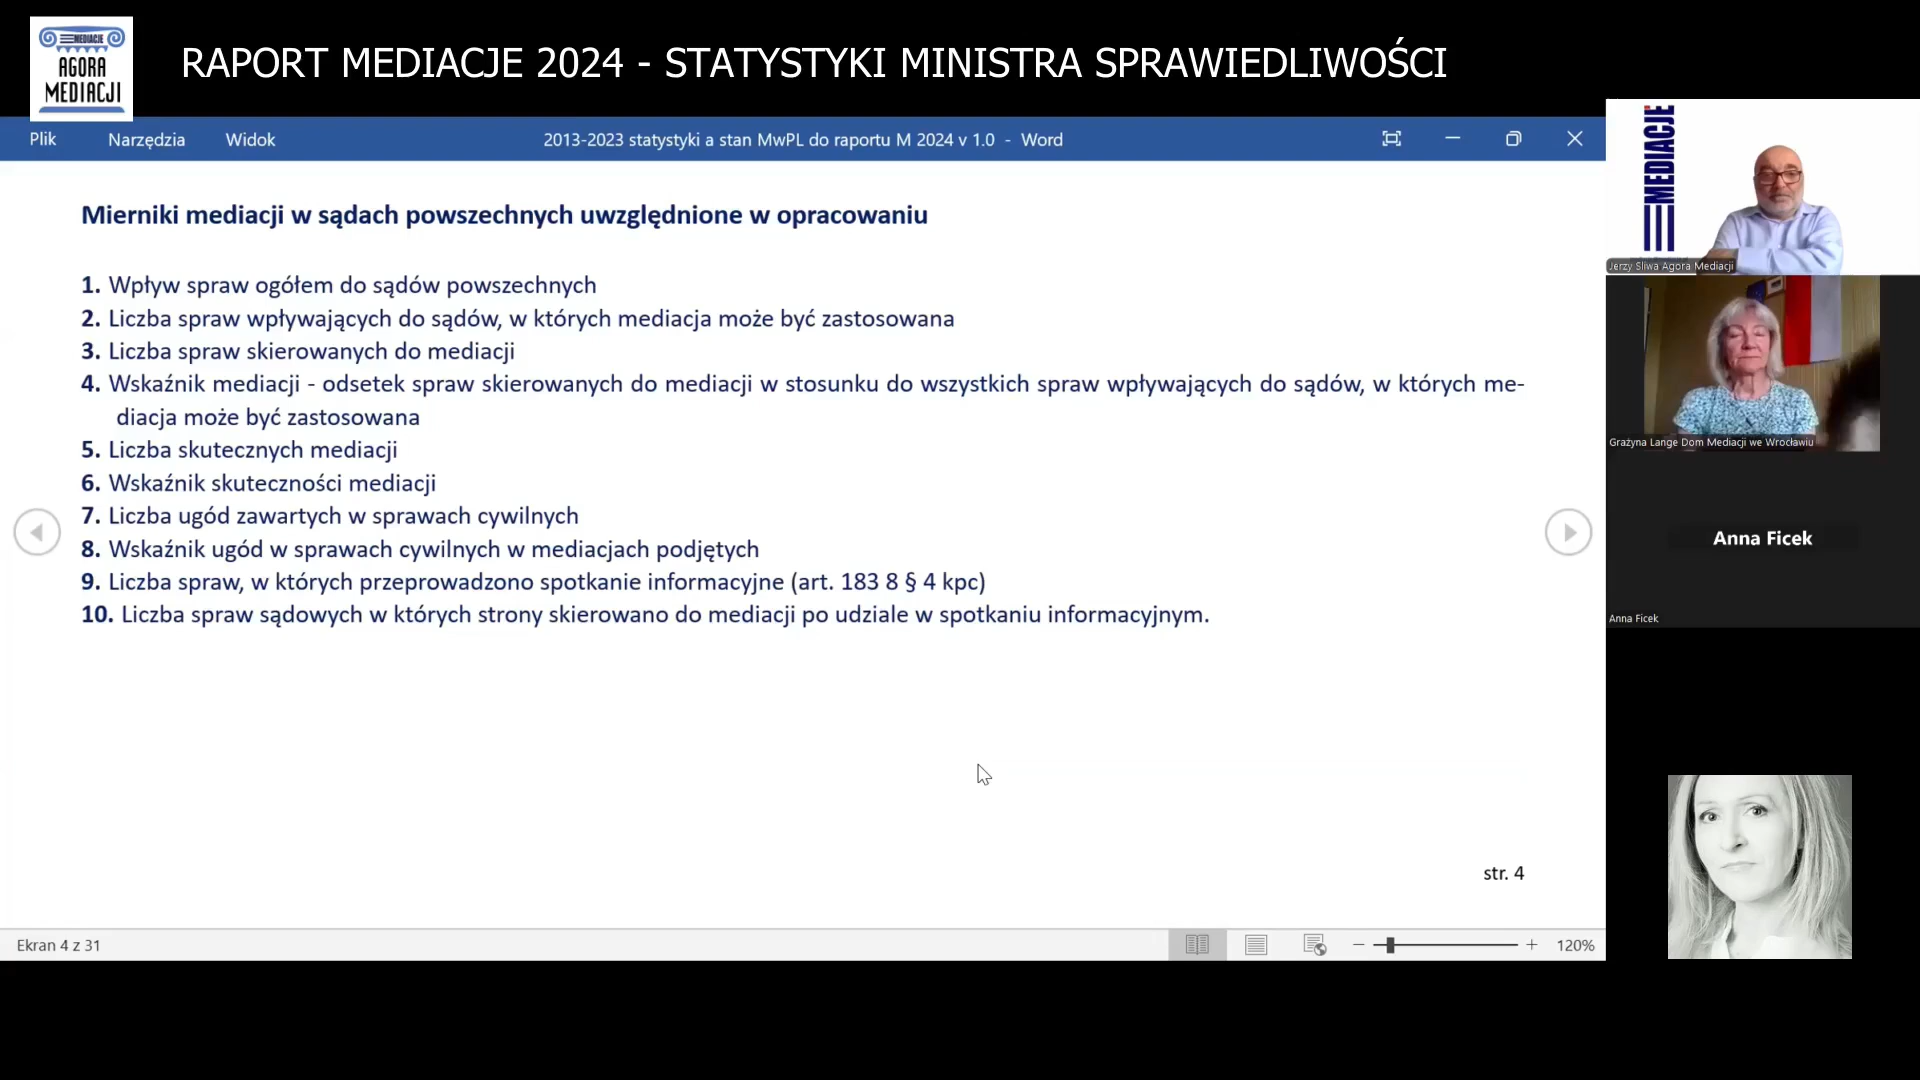 MEDIACJE
AGORA
MEDIACJI
RAPORT MEDIACJE 2024 - STATYSTYKI MINISTRA SPRAWIEDLIWOŚCI
Plik Narzędzia Widok 2013-2023 statystyki a stan MwPL do raportu M 2024 v 1.0 - Word
Mierniki mediacji w sądach powszechnych uwzględnione w opracowaniu
1. Wpływ spraw ogółem do sądów powszechnych
2. Liczba spraw wpływających do sądów, w których mediacja może być zastosowana
3. Liczba spraw skierowanych do mediacji
4. Wskaźnik mediacji - odsetek spraw skierowanych do mediacji w stosunku do wszystkich spraw wpływających do sądów, w których me-
diacja może być zastosowana
5. Liczba skutecznych mediacji
6. Wskaźnik skuteczności mediacji
7. Liczba ugód zawartych w sprawach cywilnych
8. Wskaźnik ugód w sprawach cywilnych w mediacjach podjętych
9. Liczba spraw, w których przeprowadzono spotkanie informacyjne (art. 183 8 § 4 kpc)
10. Liczba spraw sądowych w których strony skierowano do mediacji po udziale w spotkaniu informacyjnym.
str. 4
Ekran 4 z 31
120%
MEDIACJE
Jerzy Śliwa Agora Mediacji
Grażyna Lange Dom Mediacji we Wrocławiu
Anna Ficek
Anna Ficek